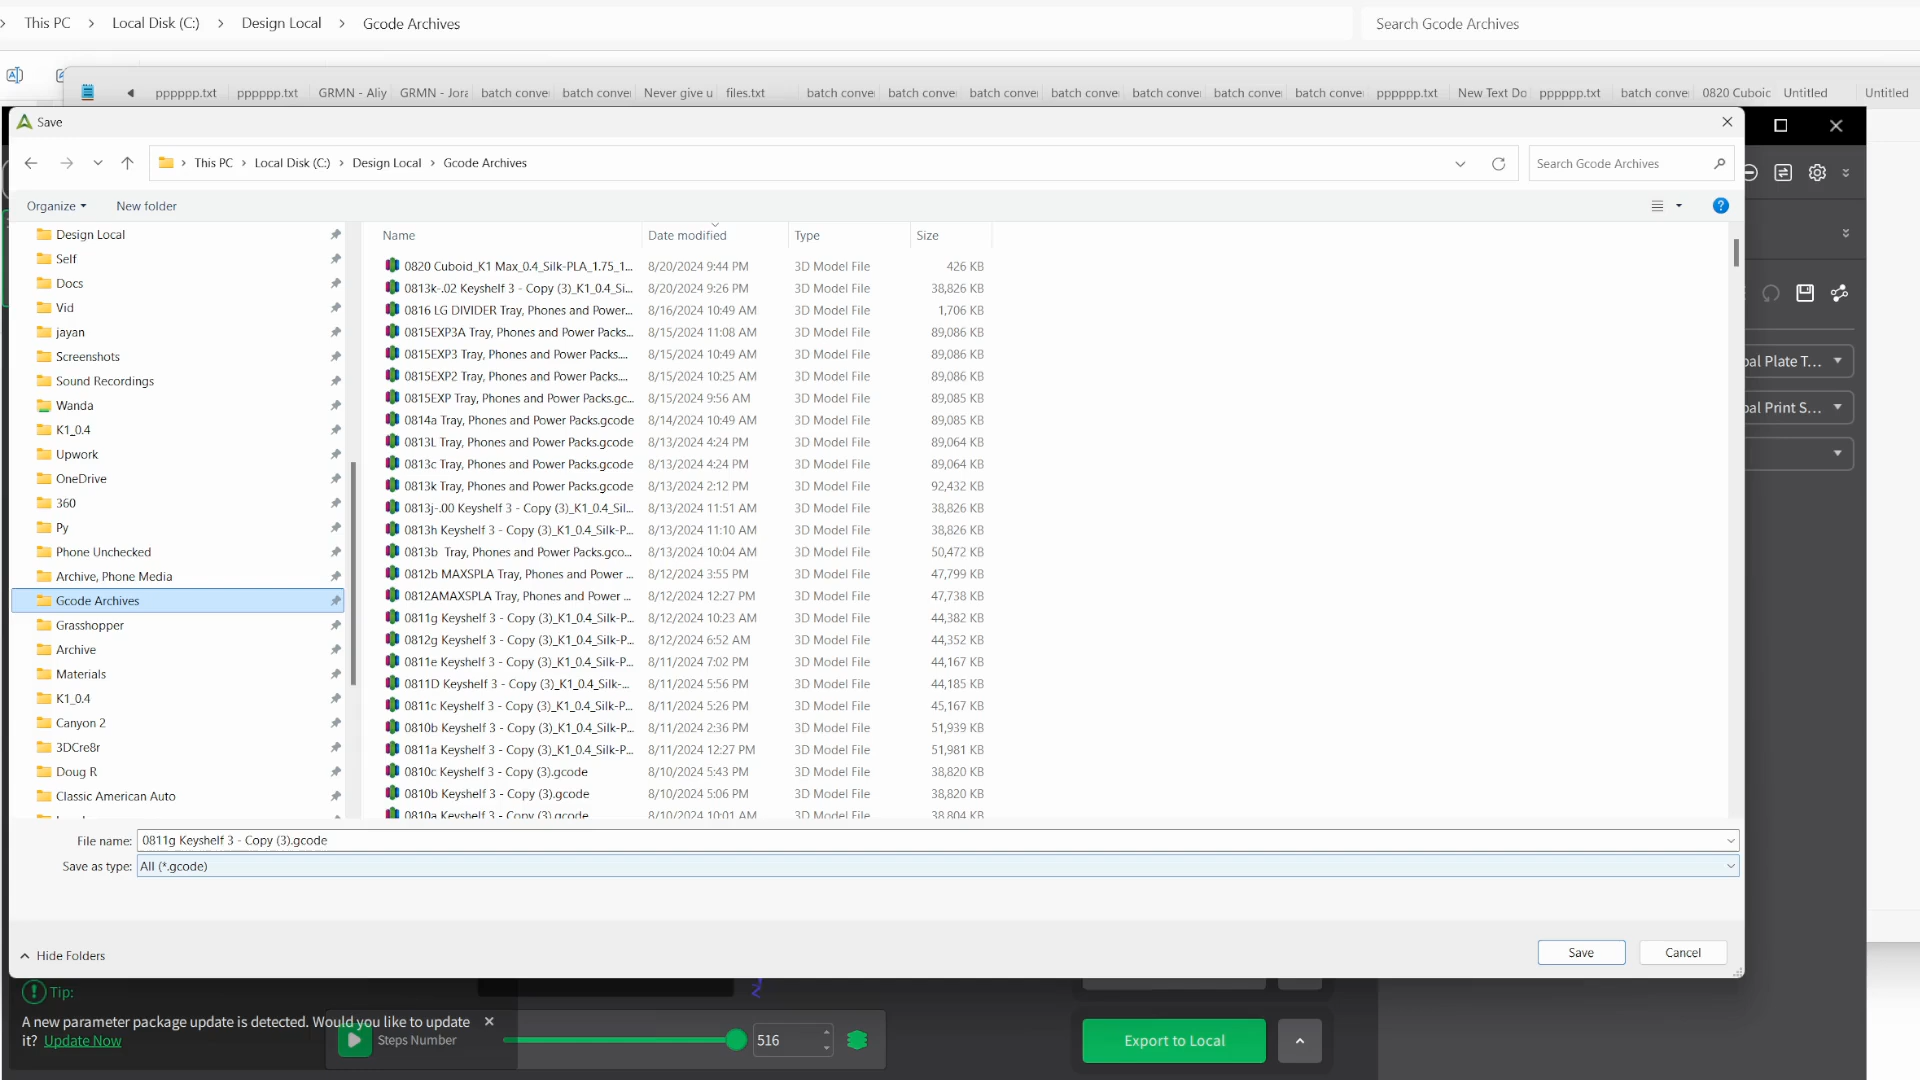 This PC > Local Disk (C:) > Design Local > Gcode Archives
Search Gcode Archives
pppppp.txt pppppp.txt GRMN - Aliy GRMN - Jora batch conve batch conve Never give u files.txt batch conve batch conve batch conve batch conve batch conve batch conve batch conve pppppp.txt New Text Do pppppp.txt batch conve 0820 Cuboic Untitled Untitled
Save
This PC > Local Disk (C:) > Design Local > Gcode Archives
Search Gcode Archives
Organize
New folder
Design Local
Self
Docs
Vid
jayan
Screenshots
Sound Recordings
Wanda
K1_0.4
Upwork
OneDrive
360
Py
Phone Unchecked
Archive, Phone Media
Gcode Archives
Grasshopper
Archive
Materials
K1_0.4
Canyon 2
3DCre8r
Doug R
Classic American Auto
Name Date modified Type Size
0820 Cuboid_K1 Max_0.4_Silk-PLA_1.75_1... 8/20/2024 9:44 PM 3D Model File 426 KB
0813k-.02 Keyshelf 3 - Copy (3)_K1_0.4_Si... 8/20/2024 9:26 PM 3D Model File 38,826 KB
0816 LG DIVIDER Tray, Phones and Power... 8/16/2024 10:49 AM 3D Model File 1,706 KB
0815EXP3A Tray, Phones and Power Packs... 8/15/2024 11:08 AM 3D Model File 89,086 KB
0815EXP3 Tray, Phones and Power Packs.... 8/15/2024 10:49 AM 3D Model File 89,086 KB
0815EXP2 Tray, Phones and Power Packs.... 8/15/2024 10:25 AM 3D Model File 89,086 KB
0815EXP Tray, Phones and Power Packs.gc... 8/15/2024 9:56 AM 3D Model File 89,085 KB
0814a Tray, Phones and Power Packs.gcode 8/14/2024 10:49 AM 3D Model File 89,085 KB
0813L Tray, Phones and Power Packs.gcode 8/13/2024 4:24 PM 3D Model File 89,064 KB
0813c Tray, Phones and Power Packs.gcode 8/13/2024 4:24 PM 3D Model File 89,064 KB
0813k Tray, Phones and Power Packs.gcode 8/13/2024 2:12 PM 3D Model File 92,432 KB
0813j-.00 Keyshelf 3 - Copy (3)_K1_0.4_Sil... 8/13/2024 11:51 AM 3D Model File 38,826 KB
0813h Keyshelf 3 - Copy (3)_K1_0.4_Silk-P... 8/13/2024 11:10 AM 3D Model File 38,826 KB
0813b Tray, Phones and Power Packs.gco... 8/13/2024 10:04 AM 3D Model File 50,472 KB
0812b MAXSPLA Tray, Phones and Power ... 8/12/2024 3:55 PM 3D Model File 47,799 KB
0812AMAXSPLA Tray, Phones and Power ... 8/12/2024 12:27 PM 3D Model File 47,738 KB
0811g Keyshelf 3 - Copy (3)_K1_0.4_Silk-P... 8/12/2024 10:23 AM 3D Model File 44,382 KB
0812g Keyshelf 3 - Copy (3)_K1_0.4_Silk-P... 8/12/2024 6:52 AM 3D Model File 44,352 KB
0811e Keyshelf 3 - Copy (3)_K1_0.4_Silk-P... 8/11/2024 7:02 PM 3D Model File 44,167 KB
0811D Keyshelf 3 - Copy (3)_K1_0.4_Silk-... 8/11/2024 5:56 PM 3D Model File 44,185 KB
0811c Keyshelf 3 - Copy (3)_K1_0.4_Silk-P... 8/11/2024 5:26 PM 3D Model File 45,167 KB
0810b Keyshelf 3 - Copy (3)_K1_0.4_Silk-P... 8/11/2024 2:36 PM 3D Model File 51,939 KB
0811a Keyshelf 3 - Copy (3)_K1_0.4_Silk-P... 8/11/2024 12:27 PM 3D Model File 51,981 KB
0810c Keyshelf 3 - Copy (3).gcode 8/10/2024 5:43 PM 3D Model File 38,820 KB
0810b Keyshelf 3 - Copy (3).gcode 8/10/2024 5:06 PM 3D Model File 38,820 KB
0810a Keyshelf 3 - Copy (3).gcode 8/10/2024 10:01 AM 3D Model File 38,804 KB
bal Plate T...
bal Print S...
File name: 0811g Keyshelf 3 - Copy (3).gcode
Save as type: All (*.gcode)
Hide Folders
Save
Cancel
Tip:
A new parameter package update is detected. Would you like to update
it? Update Now
Steps Number
516
Export to Local